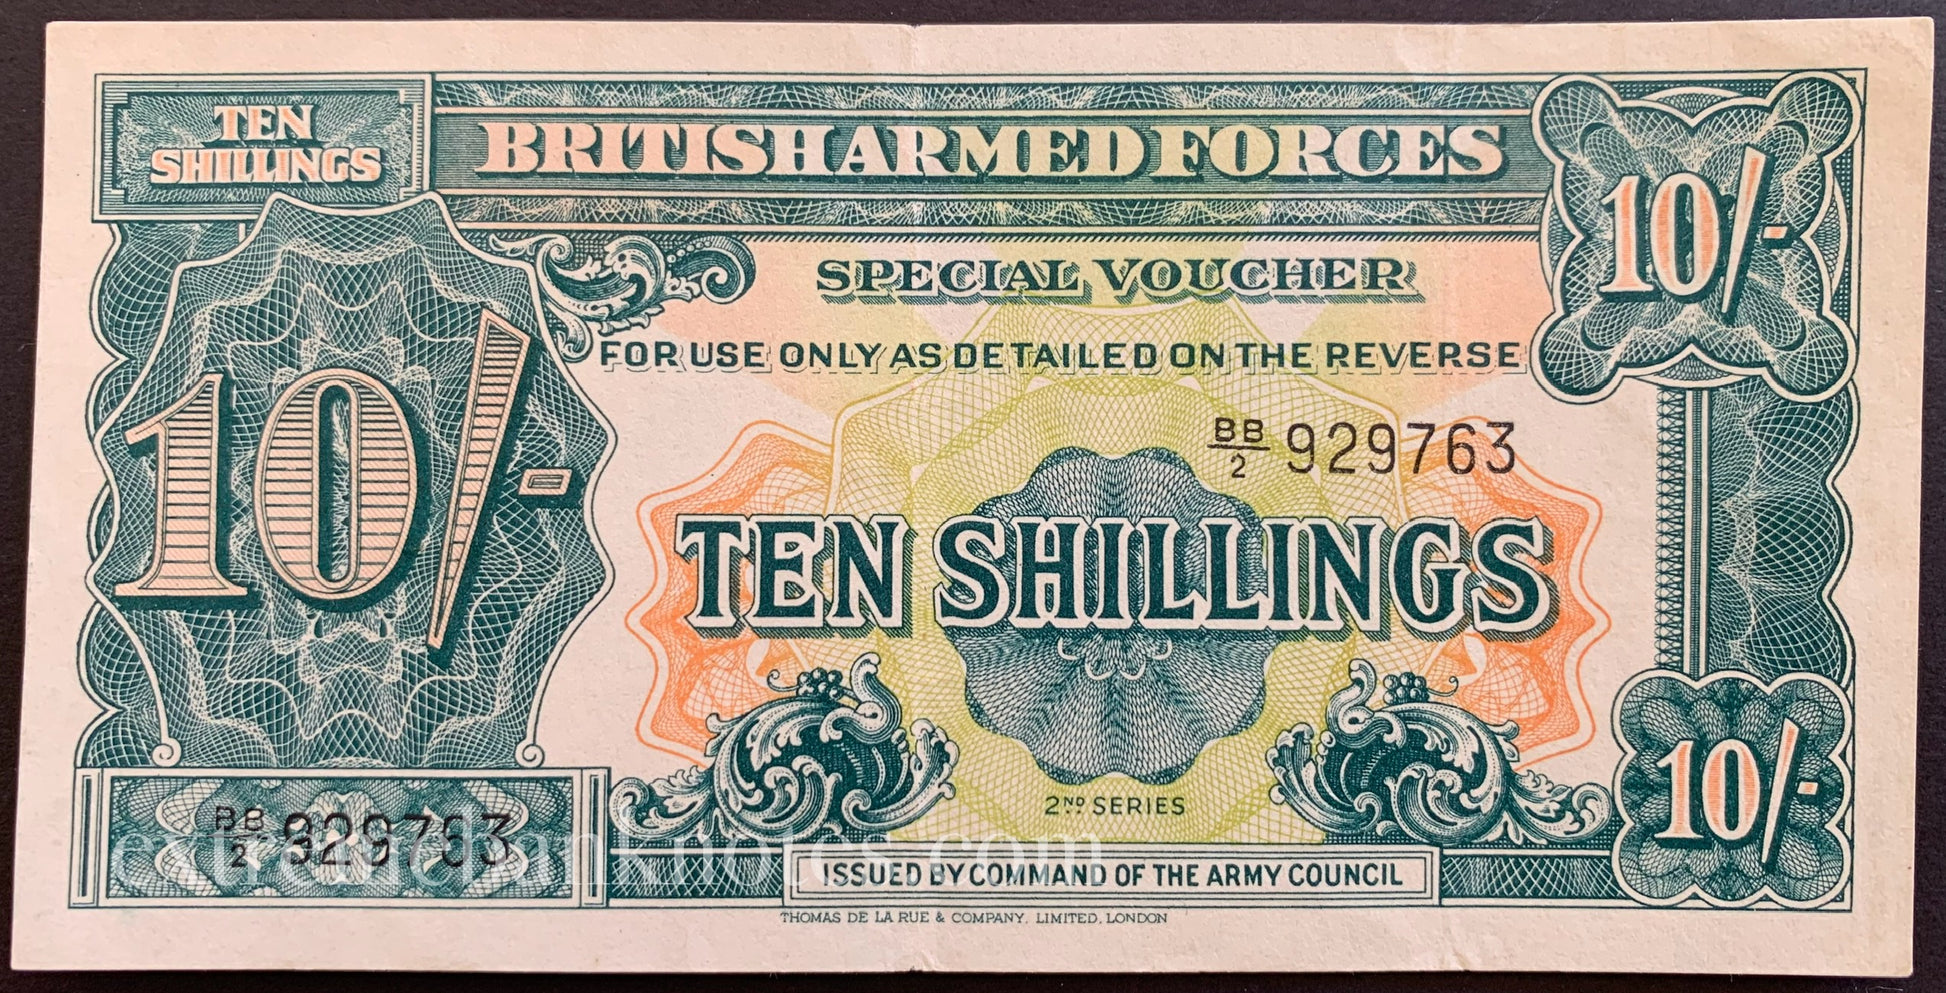 TEN
SHILLINGS
BRITISH ARMED FORCES
10/-
SPECIAL VOUCHER
FOR USE ONLY AS DETAILED ON THE REVERSE
BB/2 929763
10/-
TEN SHILLINGS
2ND SERIES
10/-
BB/2 929763
extremebanknotes.com
ISSUED BY COMMAND OF THE ARMY COUNCIL
THOMAS DE LA RUE & COMPANY, LIMITED, LONDON